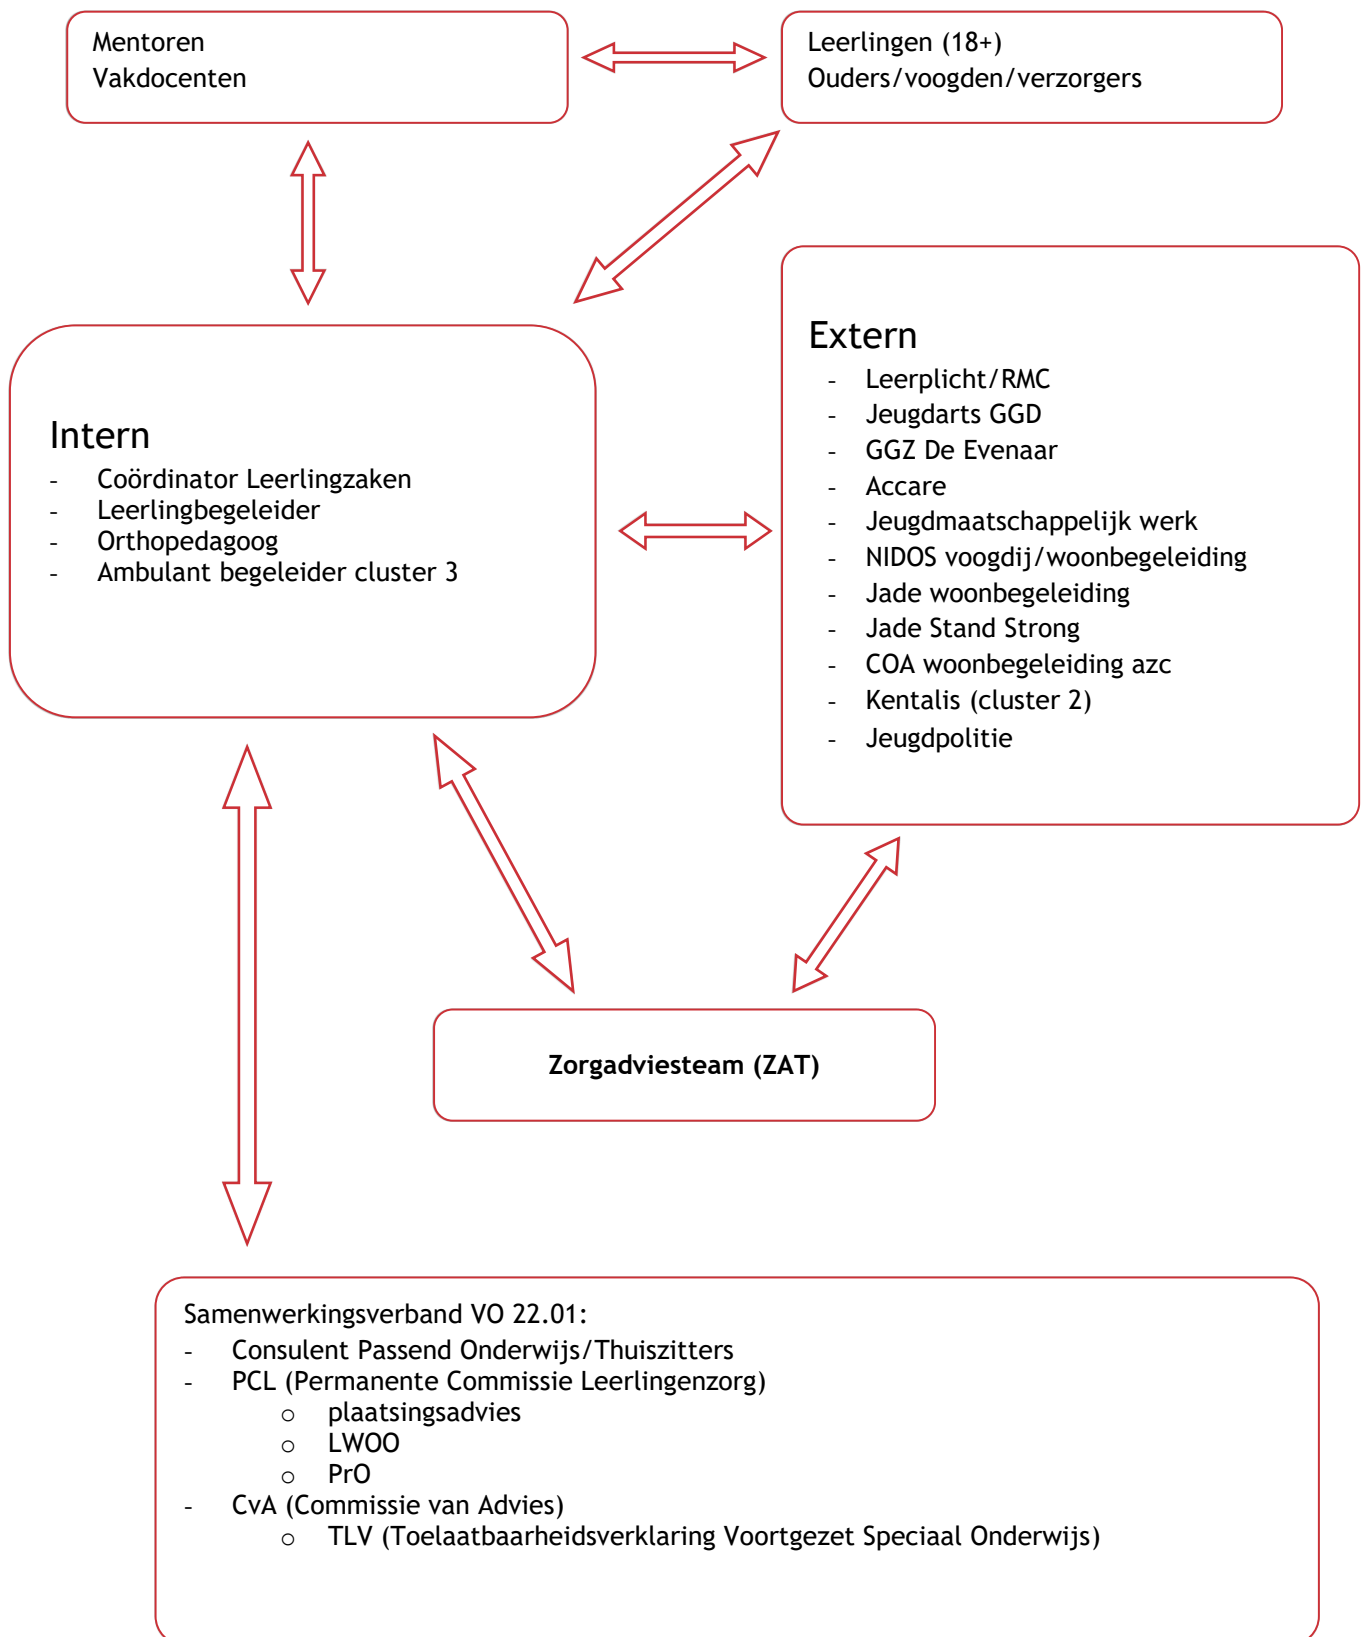 Mentoren
Vakdocenten
Leerlingen (18+)
Ouders/voogden/verzorgers
Intern
- Coördinator Leerlingzaken
- Leerlingbegeleider
- Orthopedagoog
- Ambulant begeleider cluster 3
Extern
- Leerplicht/RMC
- Jeugdarts GGD
- GGZ De Evenaar
- Accare
- Jeugdmaatschappelijk werk
- NIDOS voogdij/woonbegeleiding
- Jade woonbegeleiding
- Jade Stand Strong
- COA woonbegeleiding azc
- Kentalis (cluster 2)
- Jeugdpolitie
Zorgadviesteam (ZAT)
Samenwerkingsverband VO 22.01:
- Consulent Passend Onderwijs/Thuiszitters
- PCL (Permanente Commissie Leerlingenzorg)
o plaatsingsadvies
o LWOO
o PrO
- CvA (Commissie van Advies)
o TLV (Toelaatbaarheidsverklaring Voortgezet Speciaal Onderwijs)